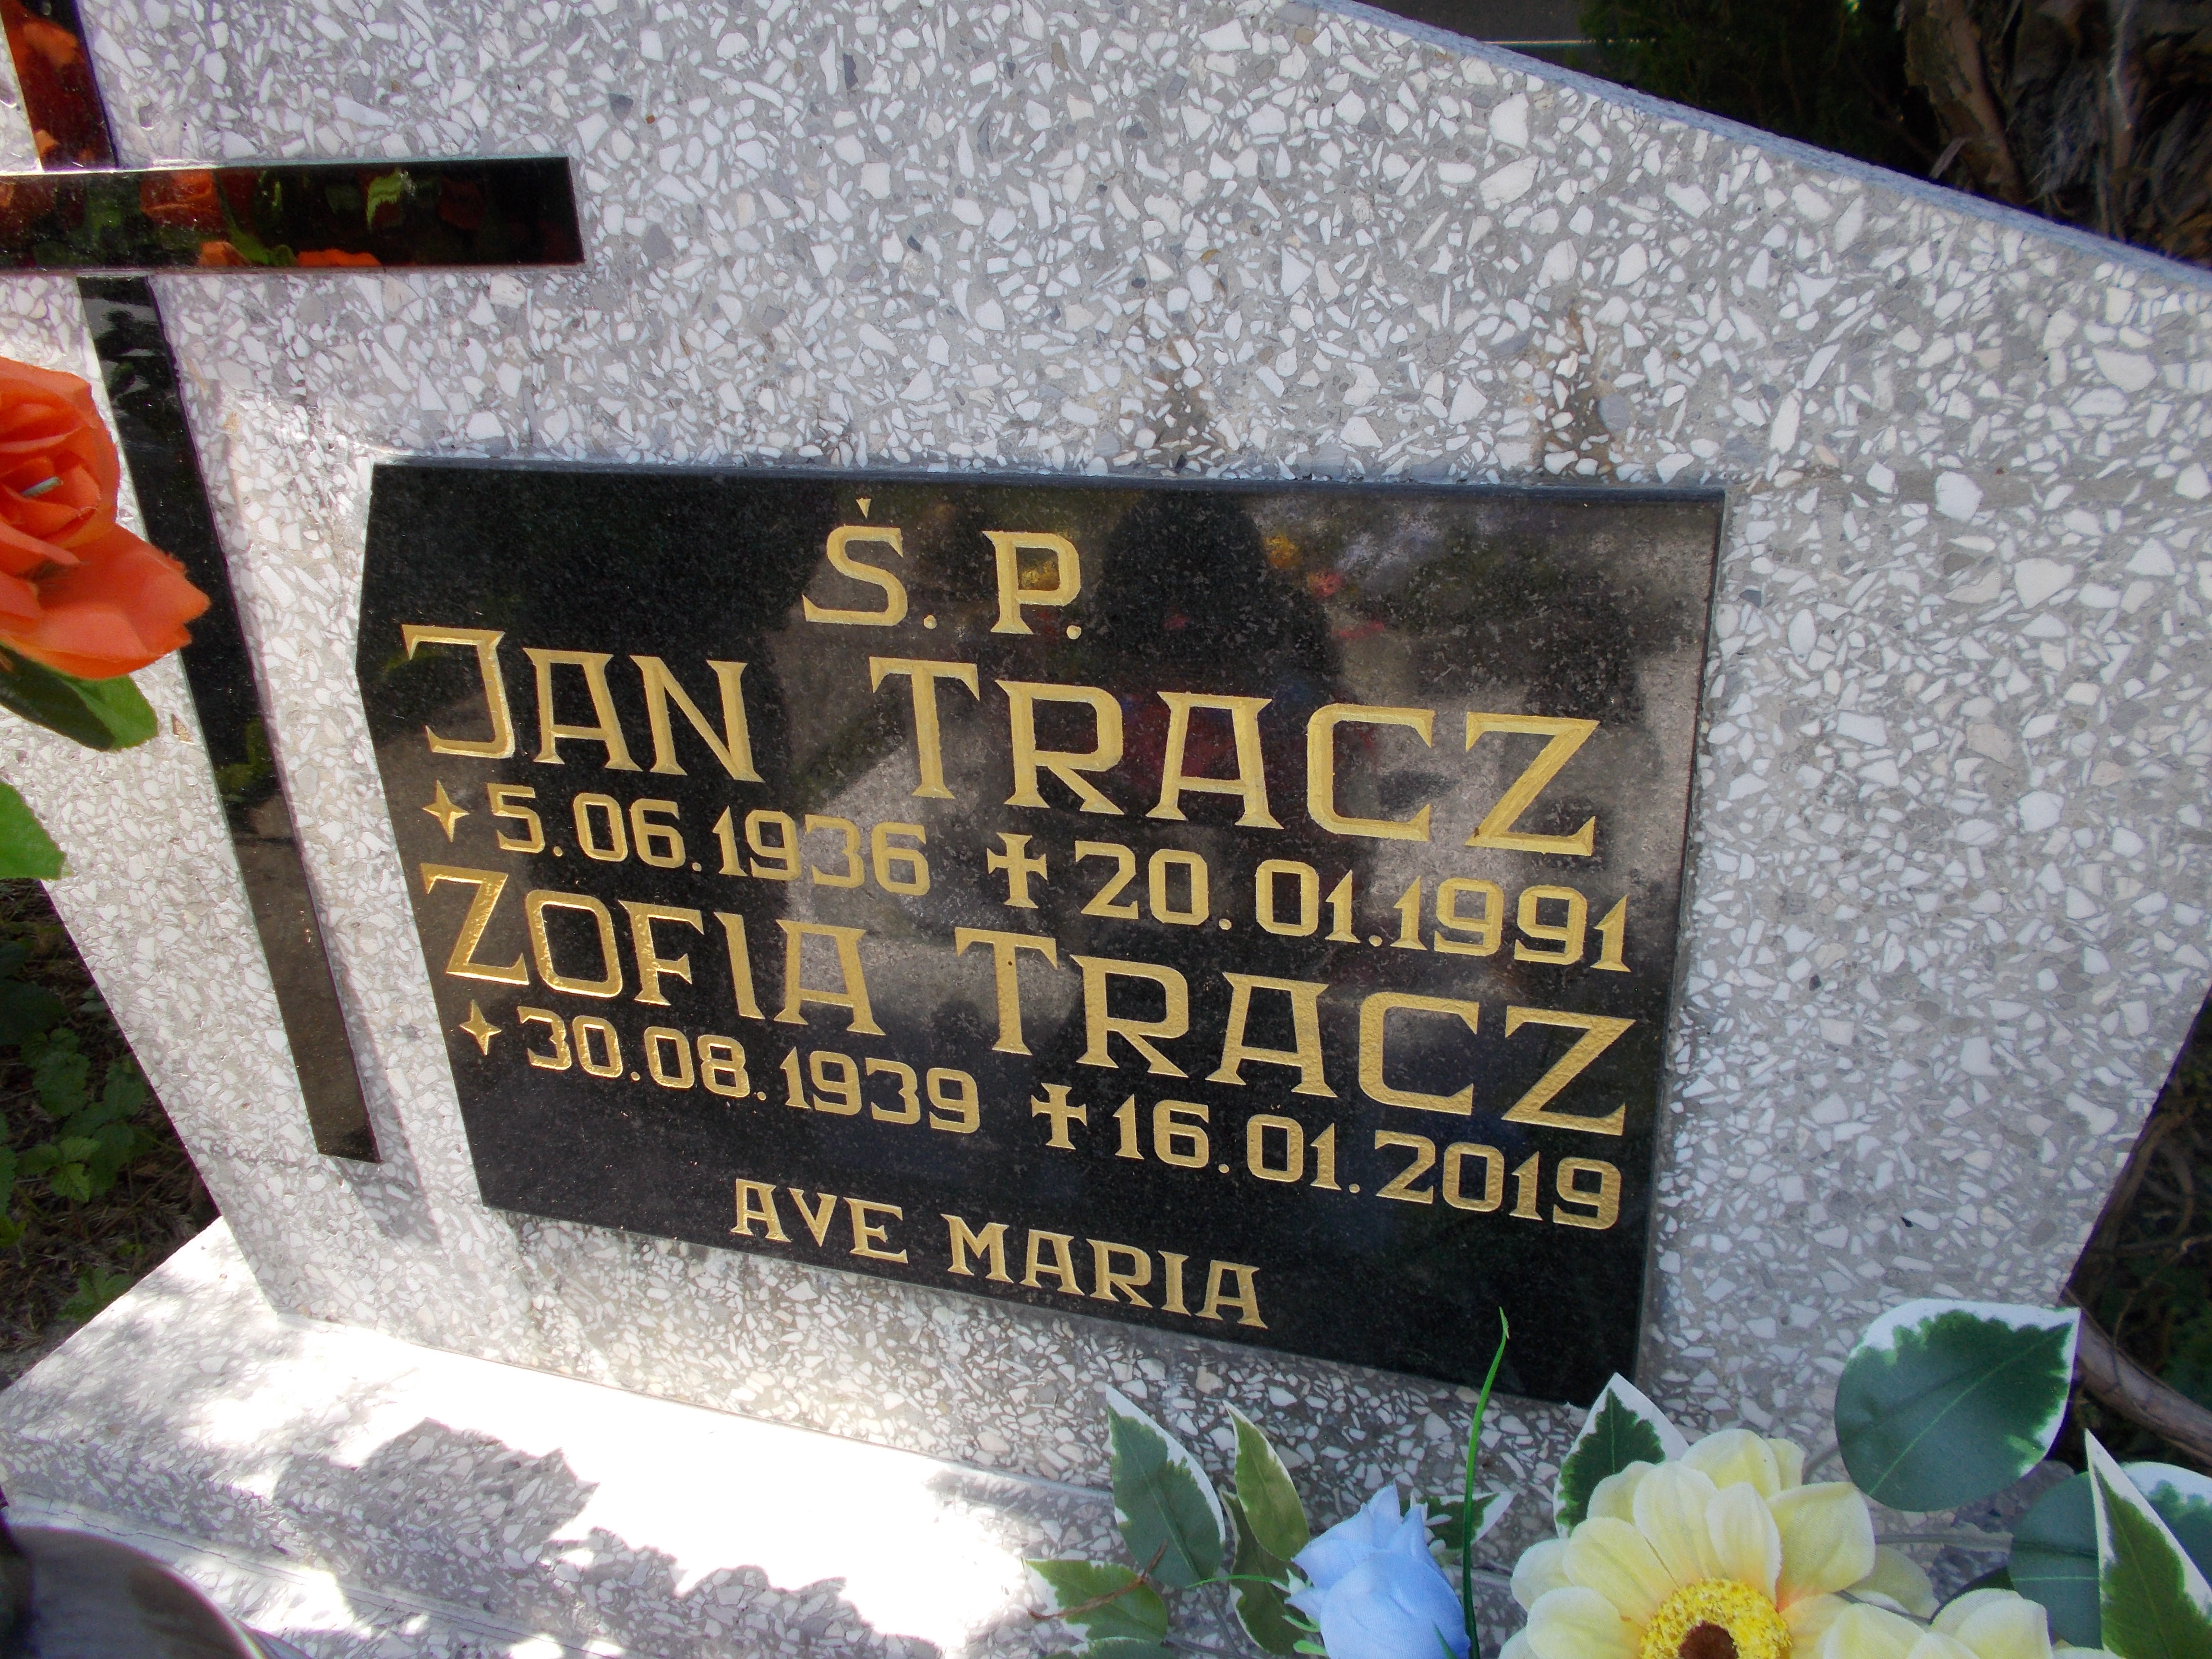 Ś. P.
JAN TRACZ
5.06.1936 ✝ 20.01.1991
ZOFIA TRACZ
30.08.1939 ✝ 16.01.2019
AVE MARIA